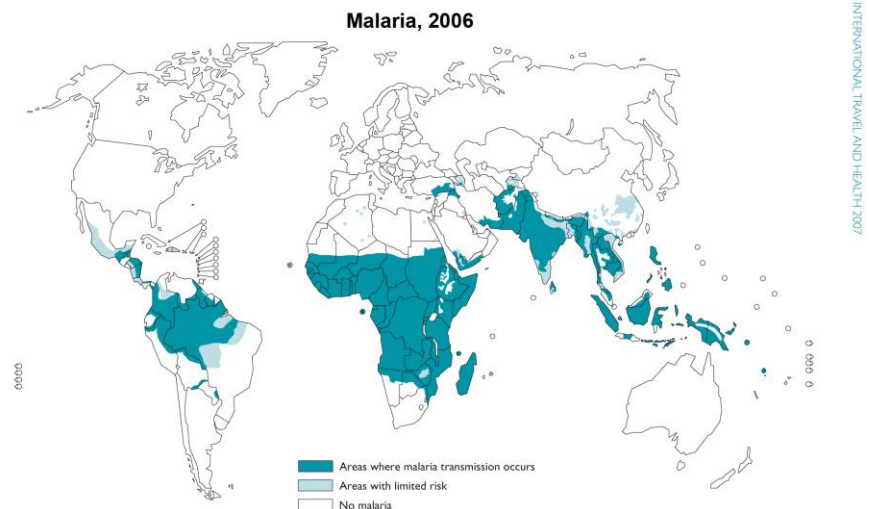 Malaria, 2006
INTERNATIONAL TRAVEL AND HEALTH 2007
Areas where malaria transmission occurs
Areas with limited risk
No malaria